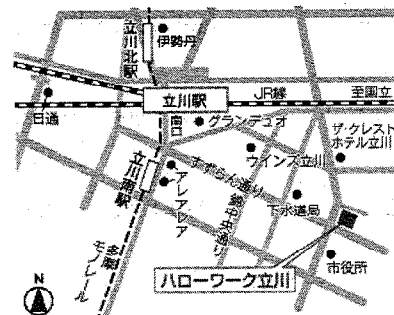 伊勢丹
立川北駅
立川駅
JR線
至国立
日通
南口
グランデュオ
ザ・クレスト
ホテル立川
ウインズ立川
立川南駅
すずらん通り
アレアレア
錦中央通り
下水道局
多摩
モノレール
市役所
ハローワーク立川
N